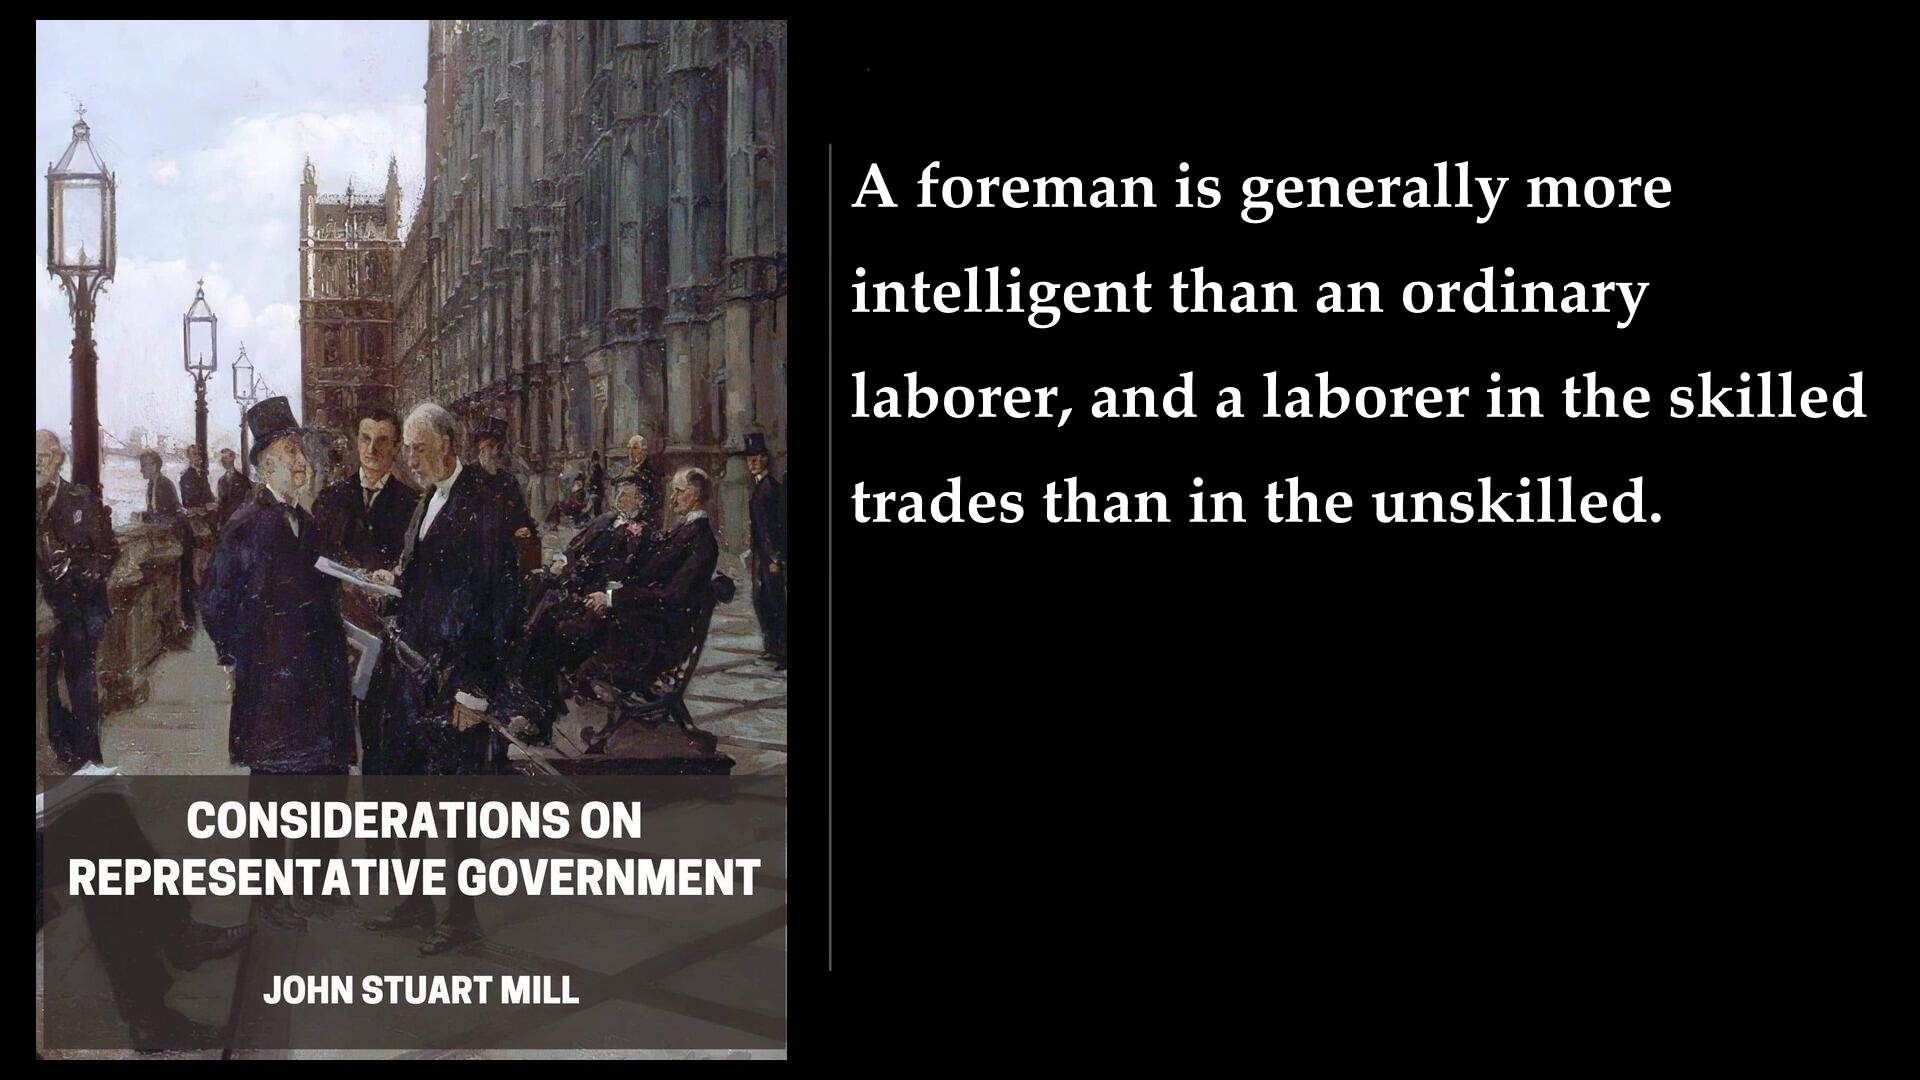 A foreman is generally more
intelligent than an ordinary
laborer, and a laborer in the skilled
trades than in the unskilled.
CONSIDERATIONS ON
REPRESENTATIVE GOVERNMENT
JOHN STUART MILL